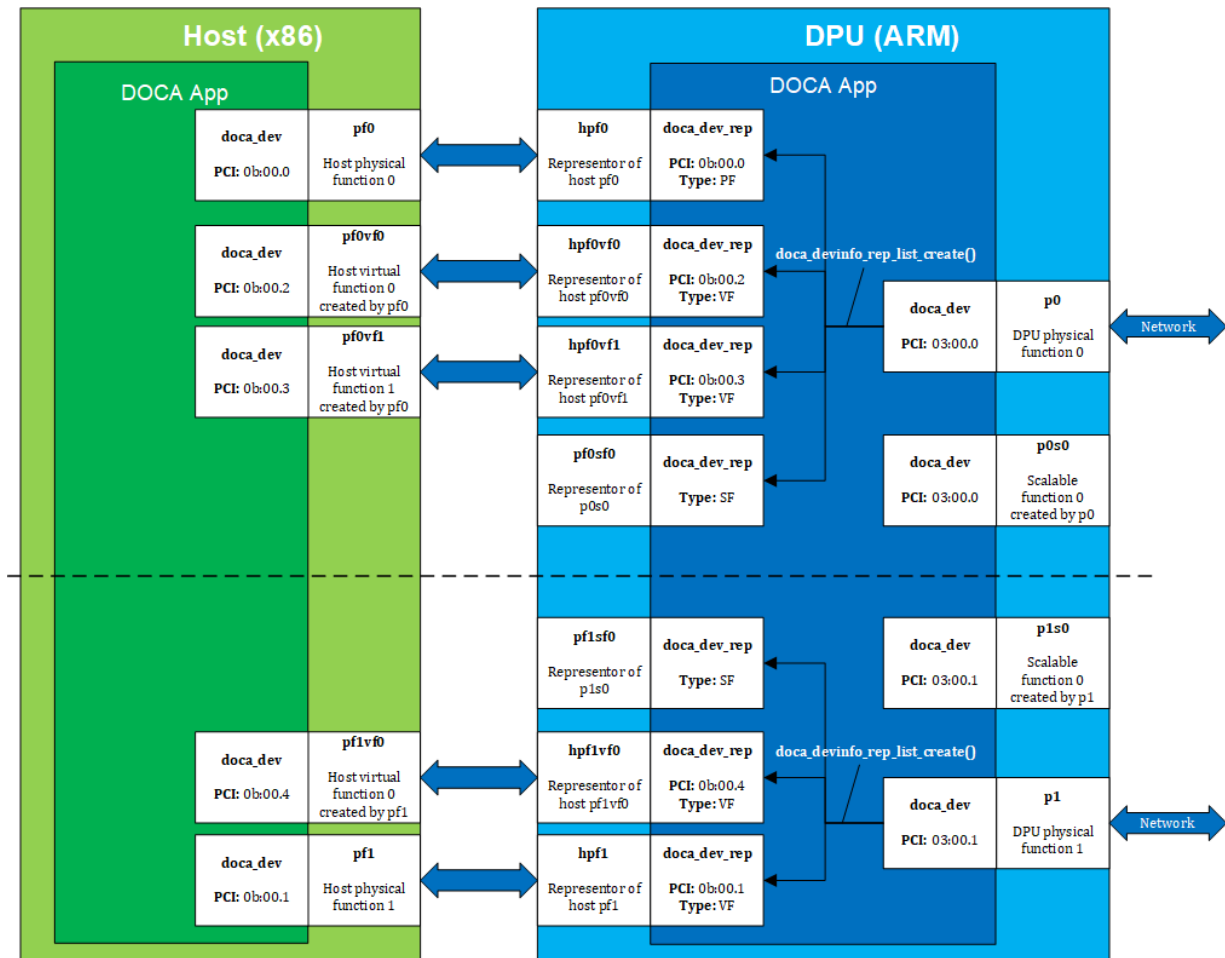 Host (x86)
DOCA App
doca_dev
PCI: 0b:00.0
pf0
Host physical
function 0
doca_dev
PCI: 0b:00.2
pf0vf0
Host virtual
function 0
created by pf0
doca_dev
PCI: 0b:00.3
pf0vf1
Host virtual
function 1
created by pf0
doca_dev
PCI: 0b:00.4
pf1vf0
Host virtual
function 0
created by pf1
doca_dev
PCI: 0b:00.1
pf1
Host physical
function 1
DPU (ARM)
DOCA App
hpf0
Representor of
host pf0
doca_dev_rep
PCI: 0b:00.0
Type: PF
hpf0vf0
Representor of
host pf0vf0
doca_dev_rep
PCI: 0b:00.2
Type: VF
hpf0vf1
Representor of
host pf0vf1
doca_dev_rep
PCI: 0b:00.3
Type: VF
pf0sf0
Representor of
p0s0
doca_dev_rep
Type: SF
doca_devinfo_rep_list_create()
doca_dev
PCI: 03:00.0
p0
DPU physical
function 0
Network
doca_dev
PCI: 03:00.0
p0s0
Scalable
function 0
created by p0
pf1sf0
Representor of
p1s0
doca_dev_rep
Type: SF
doca_dev
PCI: 03:00.1
p1s0
Scalable
function 0
created by p1
hpf1vf0
Representor of
host pf1vf0
doca_dev_rep
PCI: 0b:00.4
Type: VF
doca_devinfo_rep_list_create()
doca_dev
PCI: 03:00.1
p1
DPU physical
function 1
Network
hpf1
Representor of
host pf1
doca_dev_rep
PCI: 0b:00.1
Type: VF